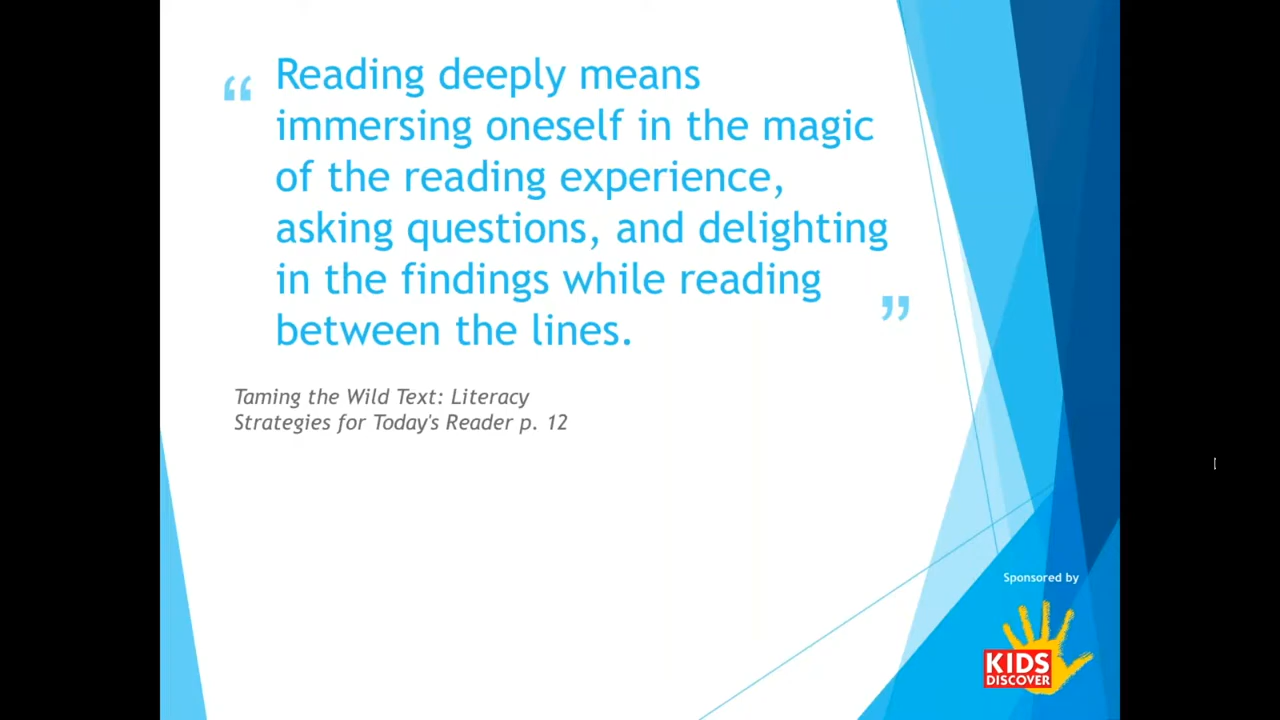 “ Reading deeply means
immersing oneself in the magic
of the reading experience,
asking questions, and delighting
in the findings while reading
between the lines. ”
Taming the Wild Text: Literacy
Strategies for Today's Reader p. 12
Sponsored by
KIDS
DISCOVER